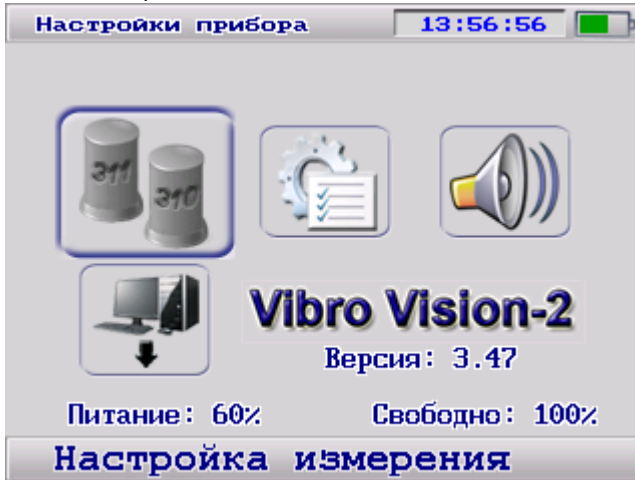 Настройки прибора 13:56:56
311
310
Vibro Vision-2
Версия: 3.47
Питание: 60% Свободно: 100%
Настройка измерения